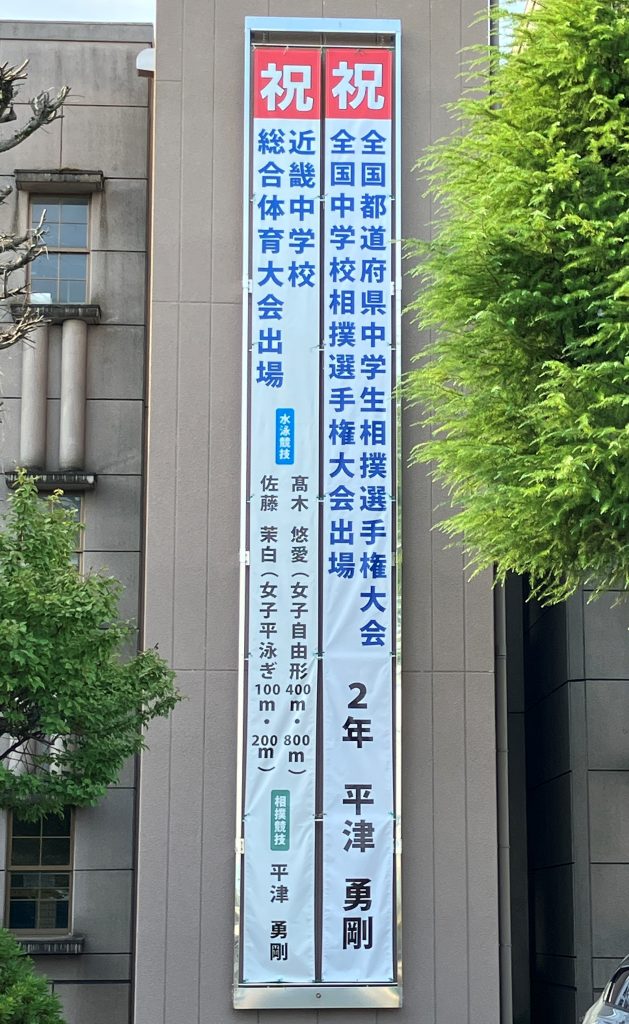 祝
全国都道府県中学生相撲選手権大会
全国中学校相撲選手権大会出場
2年 平津 勇剛
祝
近畿中学校
総合体育大会出場
水泳競技
髙木 悠愛(女子自由形400m・800m)
佐藤 茉白(女子平泳ぎ100m・200m)
相撲競技
平津 勇剛